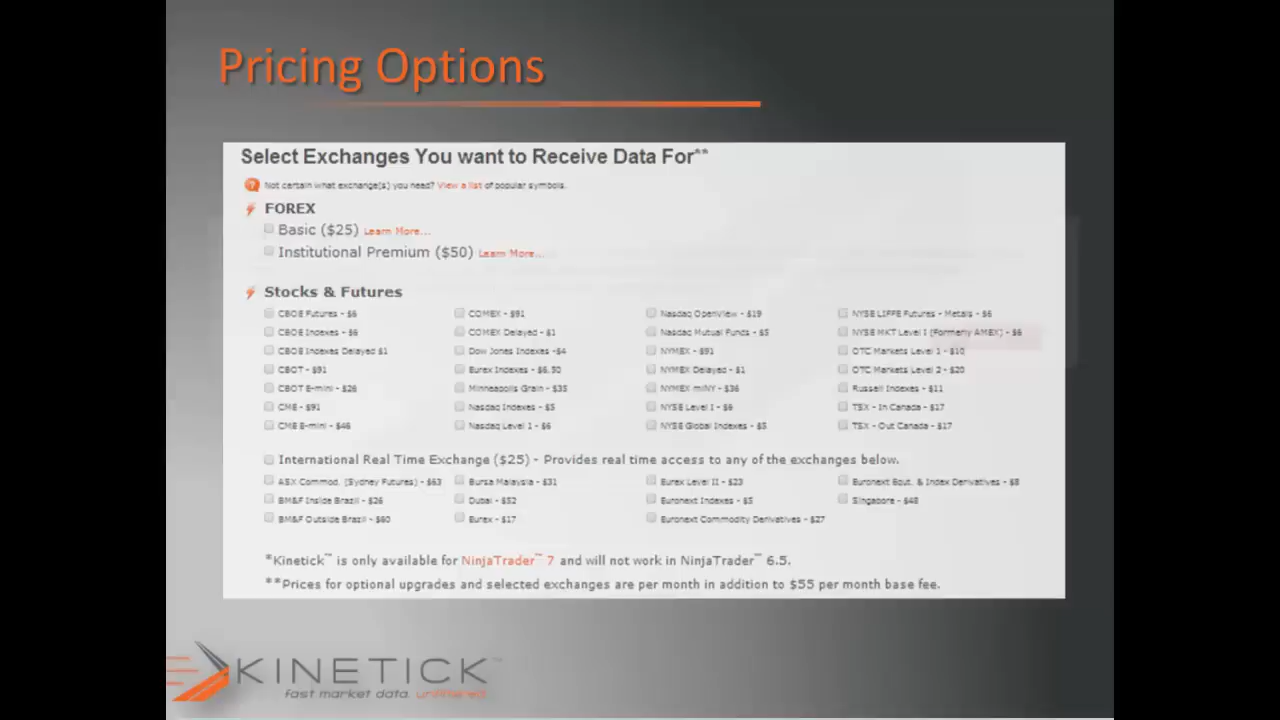 Pricing Options
Select Exchanges You want to Receive Data For**
Not certain what exchange(s) you need? View a list of popular symbols.
FOREX
Basic ($25) Learn More...
Institutional Premium ($50) Learn More...
Stocks & Futures
CBOE Futures - $6 COMEX - $91 Nasdaq OpenView - $19 NYSE LIFFE Futures - Metals - $6
CBOE Indexes - $6 COMEX Delayed - $1 Nasdaq Mutual Funds - $5 NYSE MKT Level I (Formerly AMEX) - $6
CBOE Indexes Delayed $1 Dow Jones Indexes -$4 NYMEX - $91 OTC Markets Level 1 - $10
CBOT - $91 Eurex Indexes - $6.50 NYMEX Delayed - $1 OTC Markets Level 2 - $20
CBOT E-mini - $26 Minneapolis Grain - $35 NYMEX miNY - $36 Russell Indexes - $11
CME - $91 Nasdaq Indexes - $5 NYSE Level I - $6 TSX - In Canada - $17
CME E-mini - $46 Nasdaq Level 1 - $6 NYSE Global Indexes - $5 TSX - Out Canada - $17
International Real Time Exchange ($25) - Provides real time access to any of the exchanges below.
ASX Commod. (Sydney Futures) - $63 Bursa Malaysia - $31 Eurex Level II - $23 Euronext Equt. & Index Derivatives - $8
BM&F Inside Brazil - $26 Dubai - $52 Euronext Indexes - $5 Singapore - $48
BM&F Outside Brazil - $60 Eurex - $17 Euronext Commodity Derivatives - $27
*Kinetick™ is only available for NinjaTrader™ 7 and will not work in NinjaTrader™ 6.5.
**Prices for optional upgrades and selected exchanges are per month in addition to $55 per month base fee.
KINETICK™
fast market data, unfiltered